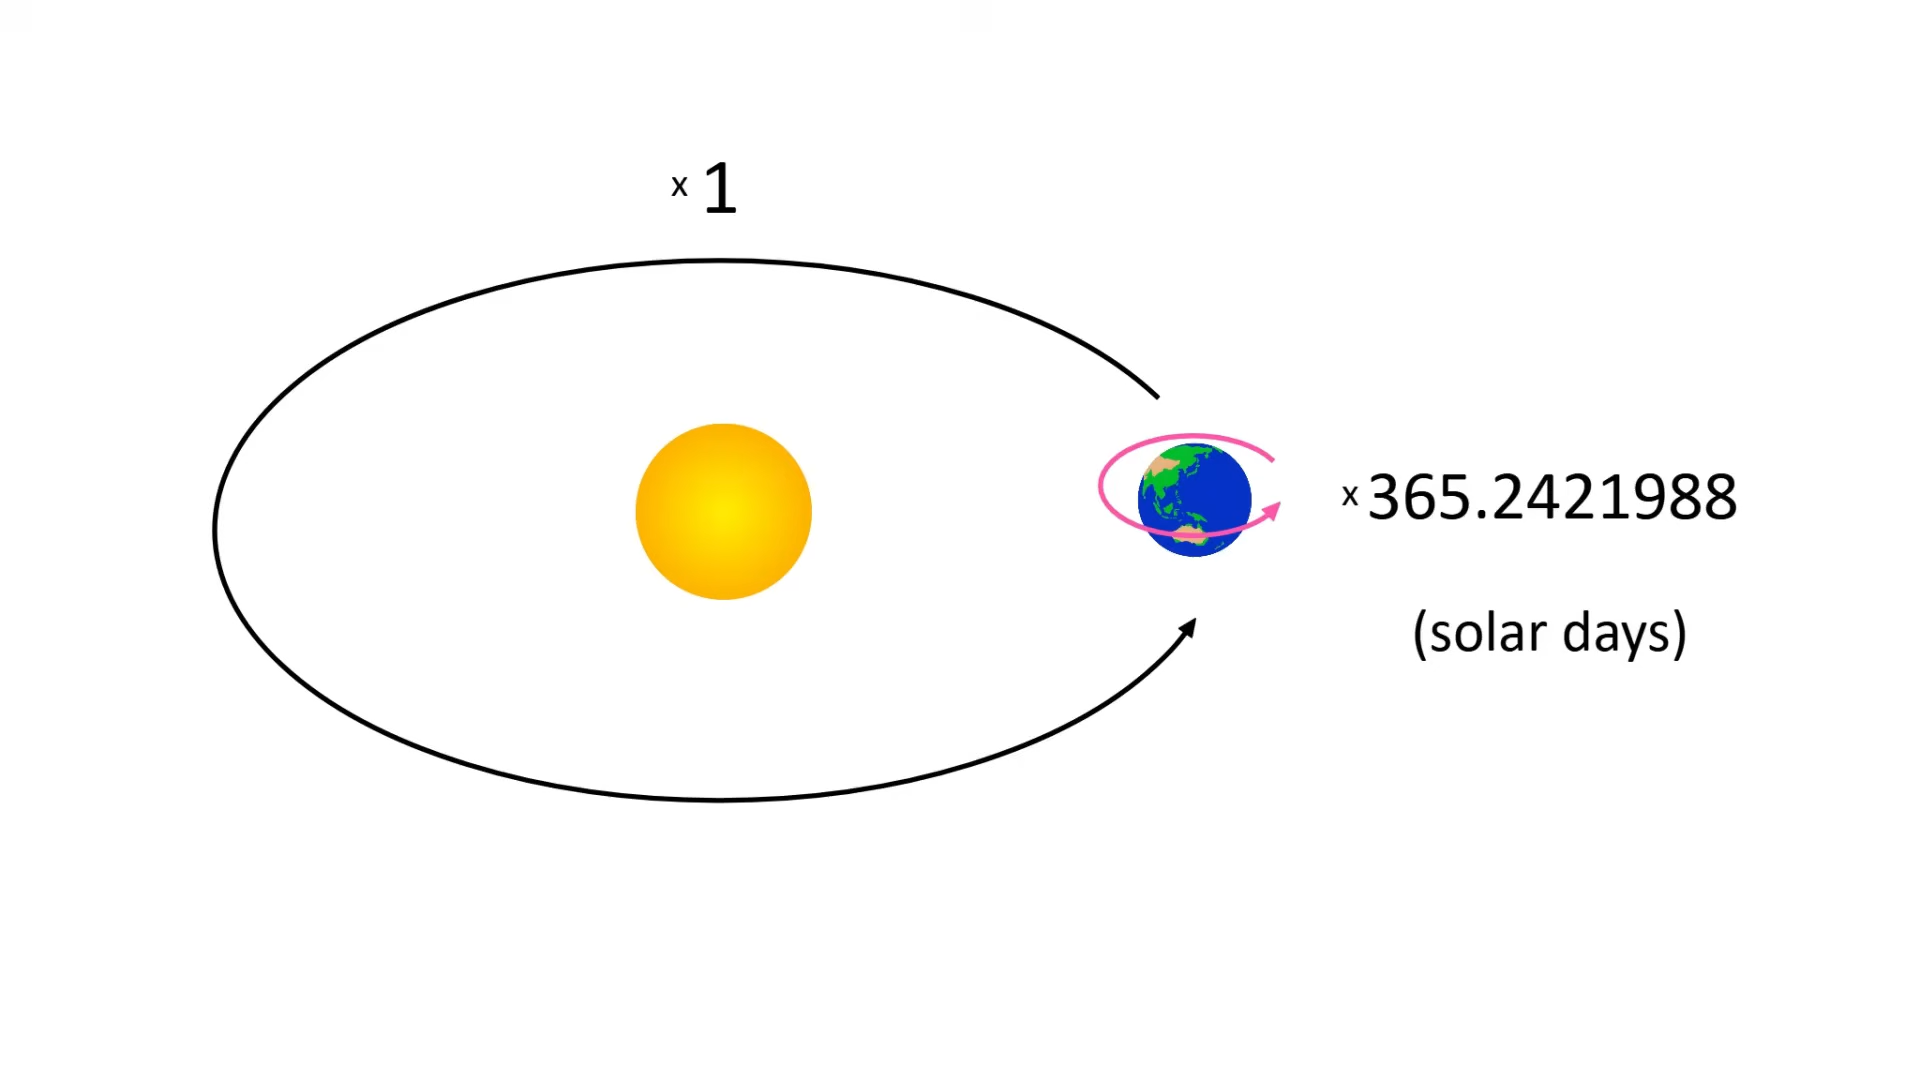 x 1
x 365.2421988
(solar days)